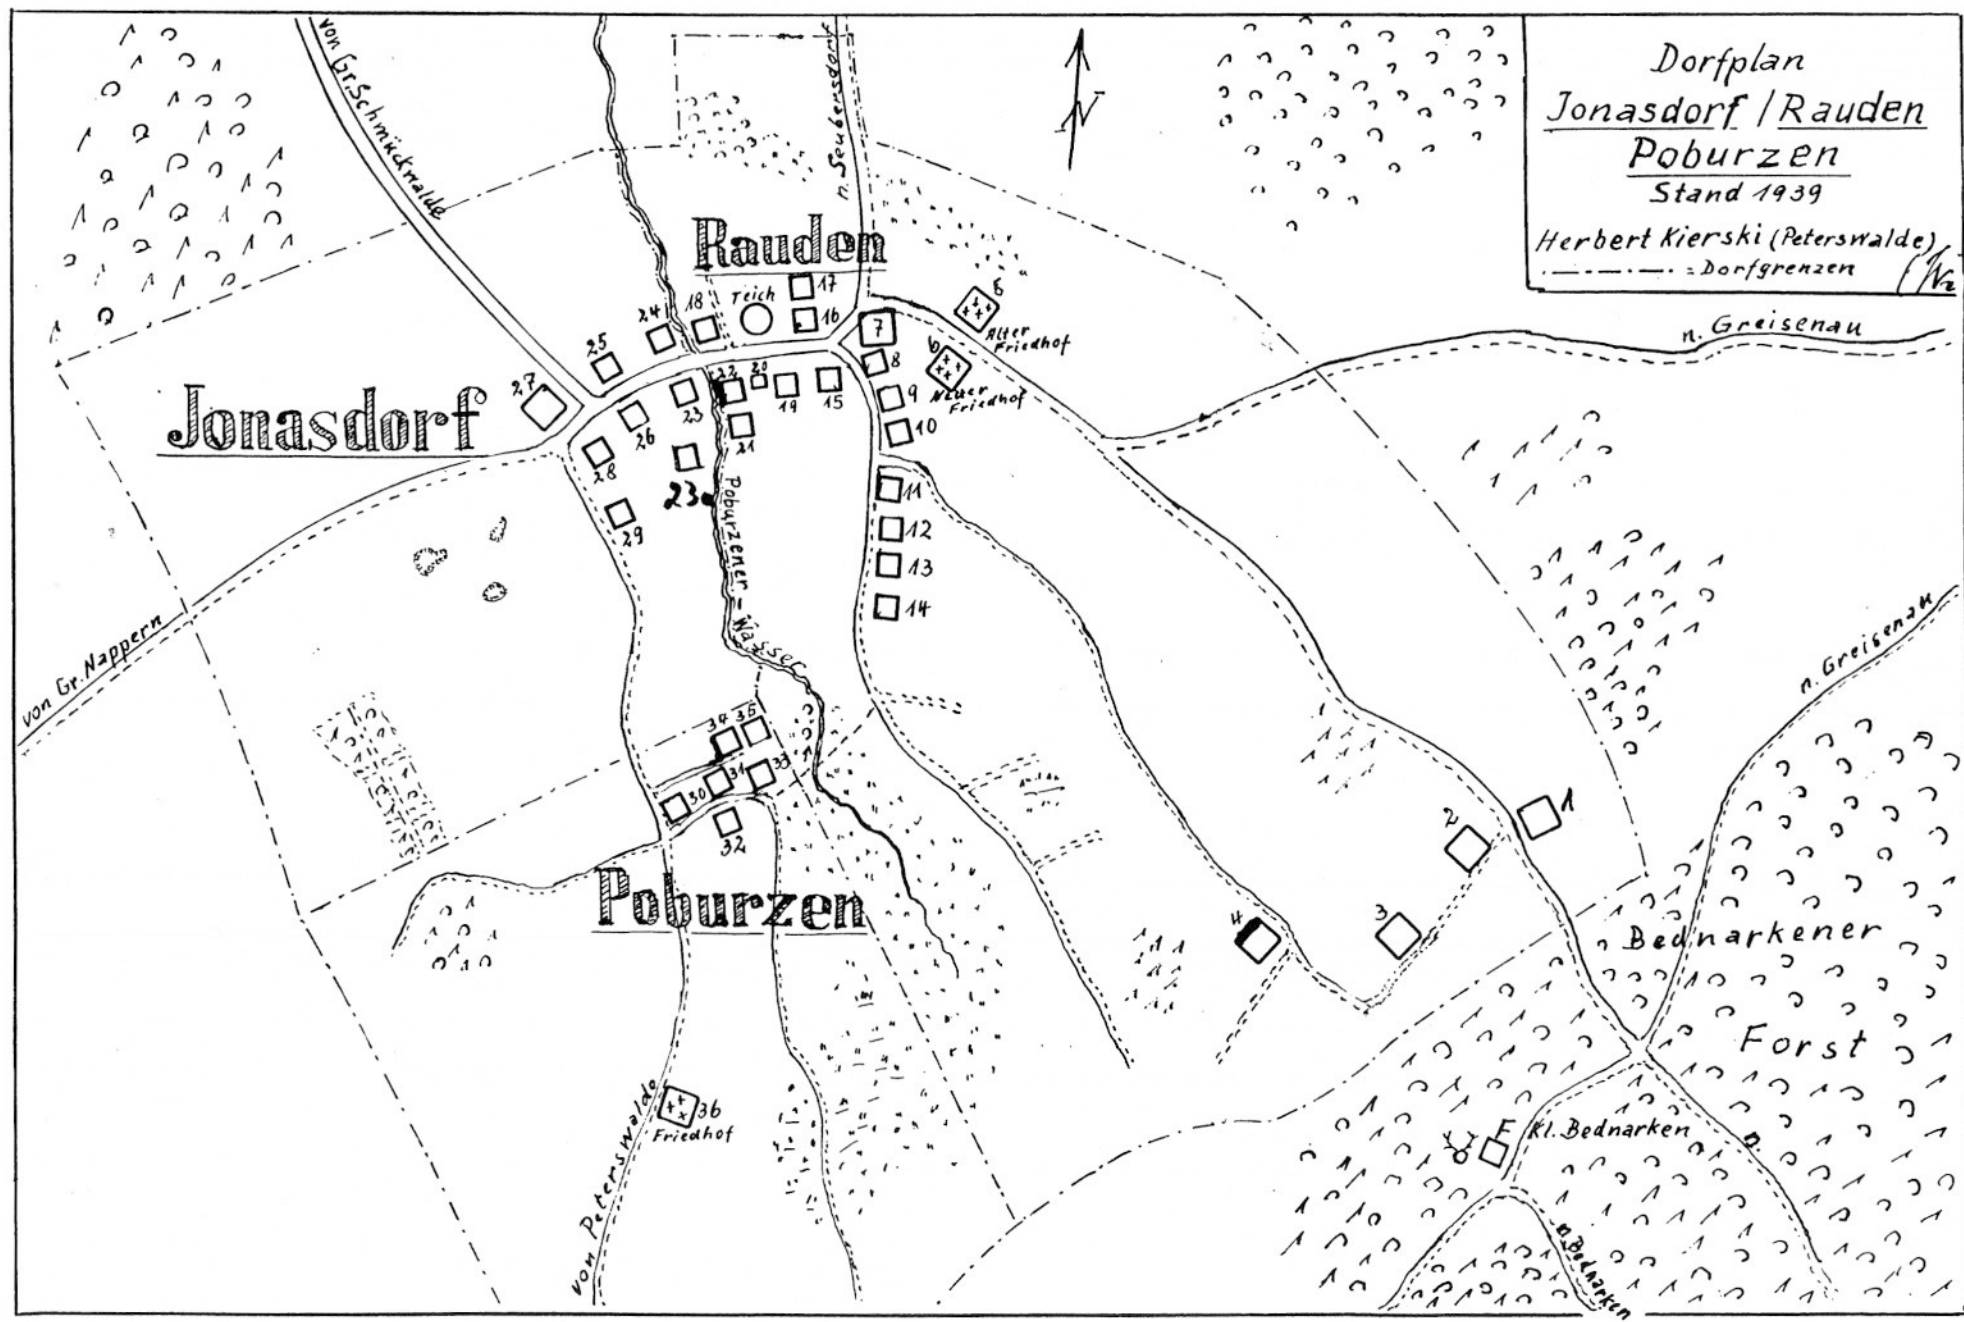 Dorfplan
Jonasdorf / Rauden
Poburzen
Stand 1939
Herbert Kierski (Peterswalde)
-·-·-·- = Dorfgrenzen
von Gr. Schmückwalde
n. Seubersdorf
N
Rauden
17
Teich
18
16
24
25
7
5
Alter
Friedhof
n. Greisenau
8
6
Neuer
Friedhof
27
22
20
19
15
9
23
26
21
10
Jonasdorf
28
23
11
29
12
13
14
Poburzener-Wasser
von Gr. Nappern
n. Greisenau
34
35
31
33
30
32
1
2
Poburzen
4
3
Bednarkener
Forst
von Peterswalde
36
Friedhof
F
Kl. Bednarken
n.
n. Bednarken